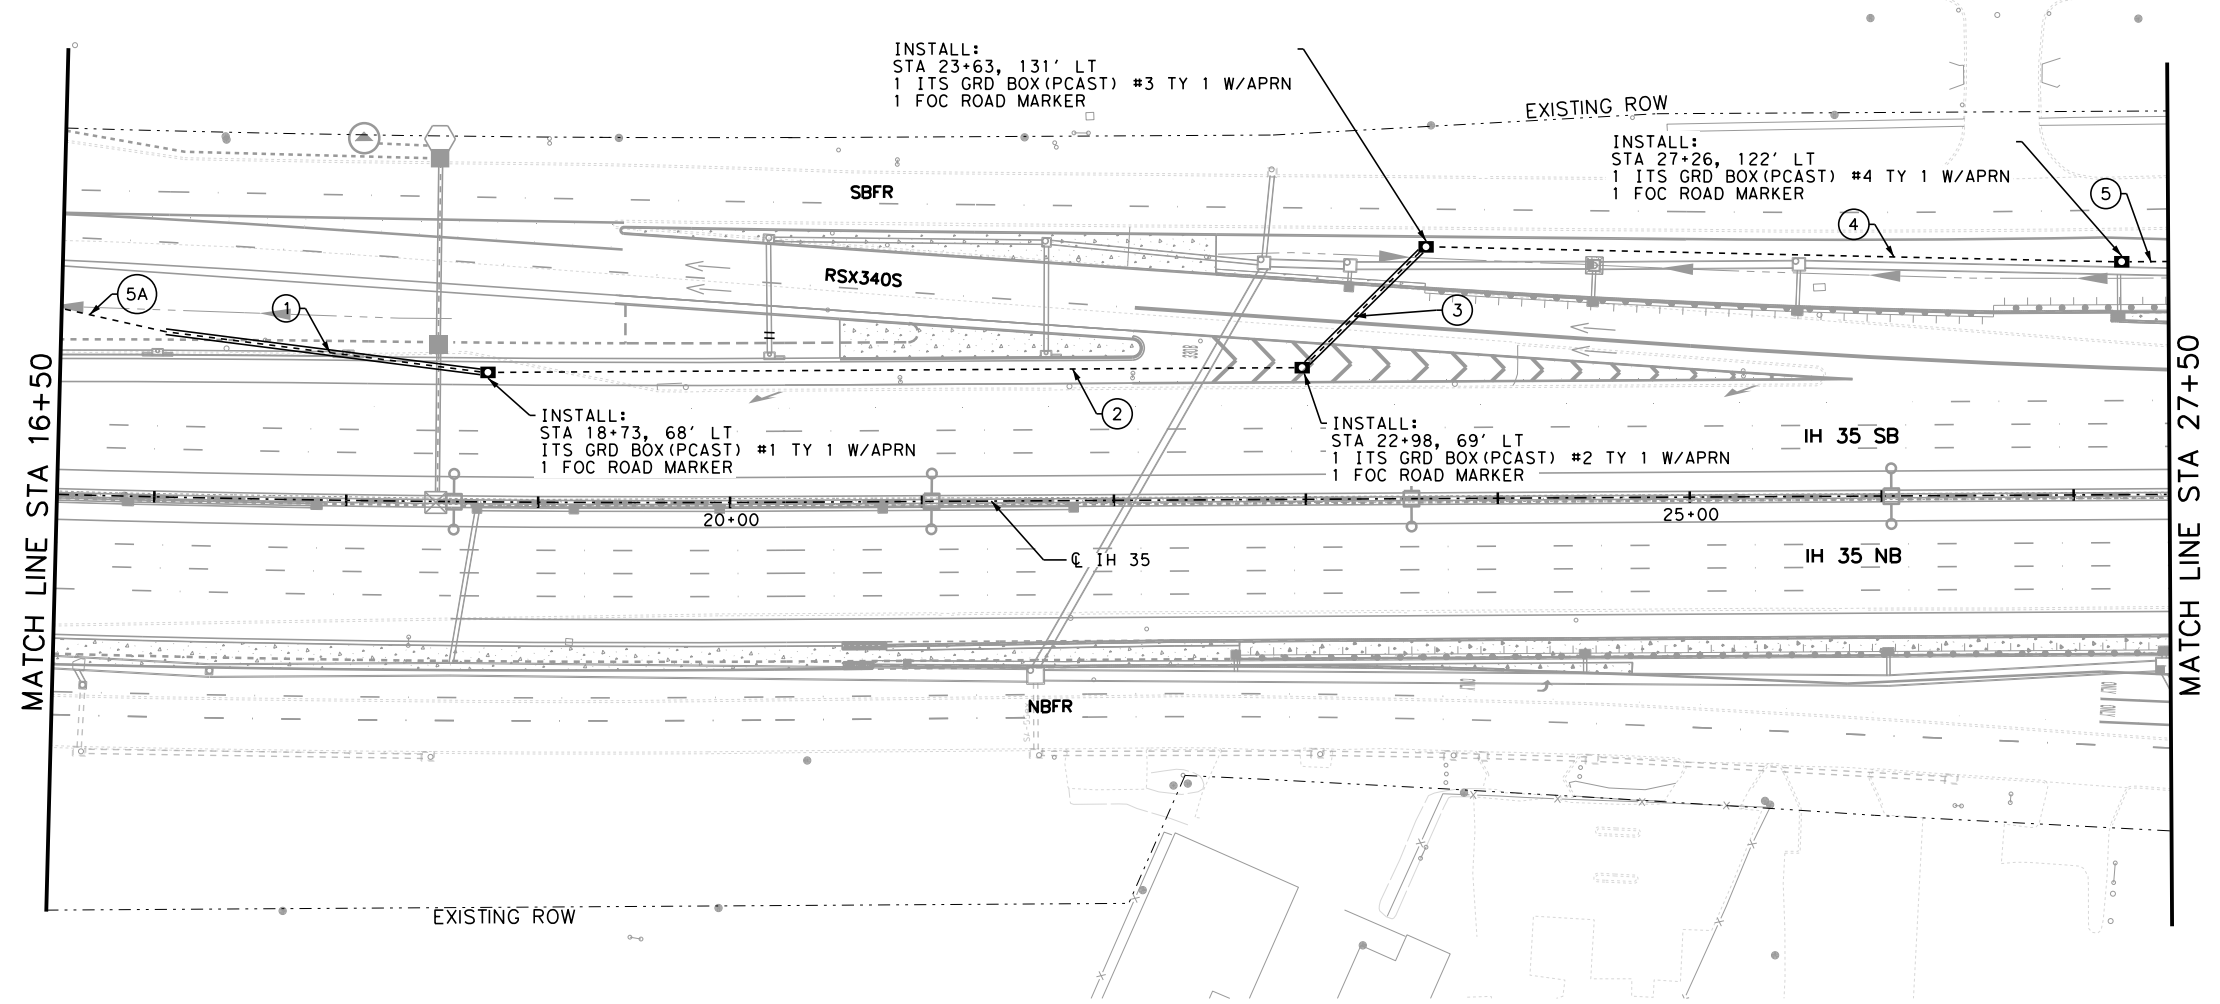 INSTALL:
STA 23+63, 131' LT
1 ITS GRD BOX(PCAST) #3 TY 1 W/APRN
1 FOC ROAD MARKER
EXISTING ROW
INSTALL:
STA 27+26, 122' LT
1 ITS GRD BOX(PCAST) #4 TY 1 W/APRN
1 FOC ROAD MARKER
SBFR
5
4
RSX340S
5A
1
3
2
INSTALL:
STA 18+73, 68' LT
ITS GRD BOX(PCAST) #1 TY 1 W/APRN
1 FOC ROAD MARKER
INSTALL:
STA 22+98, 69' LT
1 ITS GRD BOX(PCAST) #2 TY 1 W/APRN
1 FOC ROAD MARKER
IH 35 SB
20+00
25+00
℄ IH 35
IH 35 NB
NBFR
ONLY
ONLY
EXISTING ROW
MATCH LINE STA 16+50
MATCH LINE STA 27+50